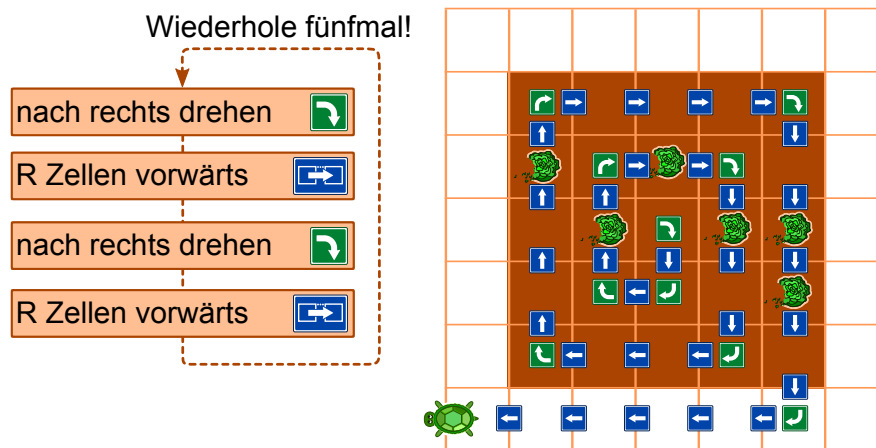 Wiederhole fünfmal!
nach rechts drehen
R Zellen vorwärts
nach rechts drehen
R Zellen vorwärts